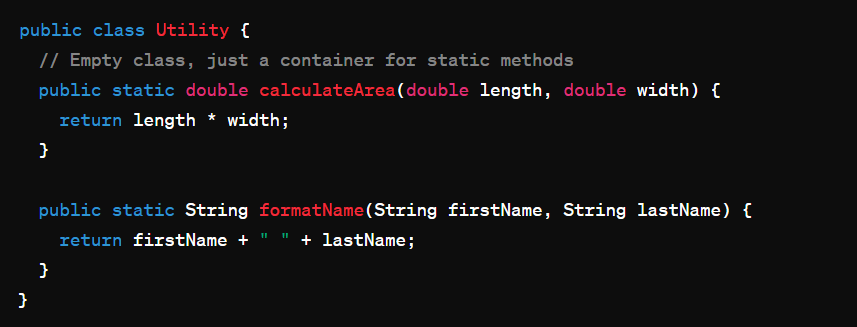 public class Utility {
  // Empty class, just a container for static methods
  public static double calculateArea(double length, double width) {
    return length * width;
  }

  public static String formatName(String firstName, String lastName) {
    return firstName + " " + lastName;
  }
}